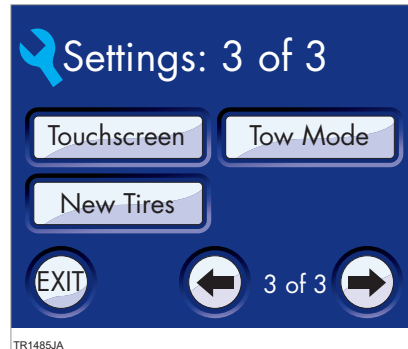 Settings: 3 of 3
Touchscreen Tow Mode
New Tires
EXIT 3 of 3
TR1485JA